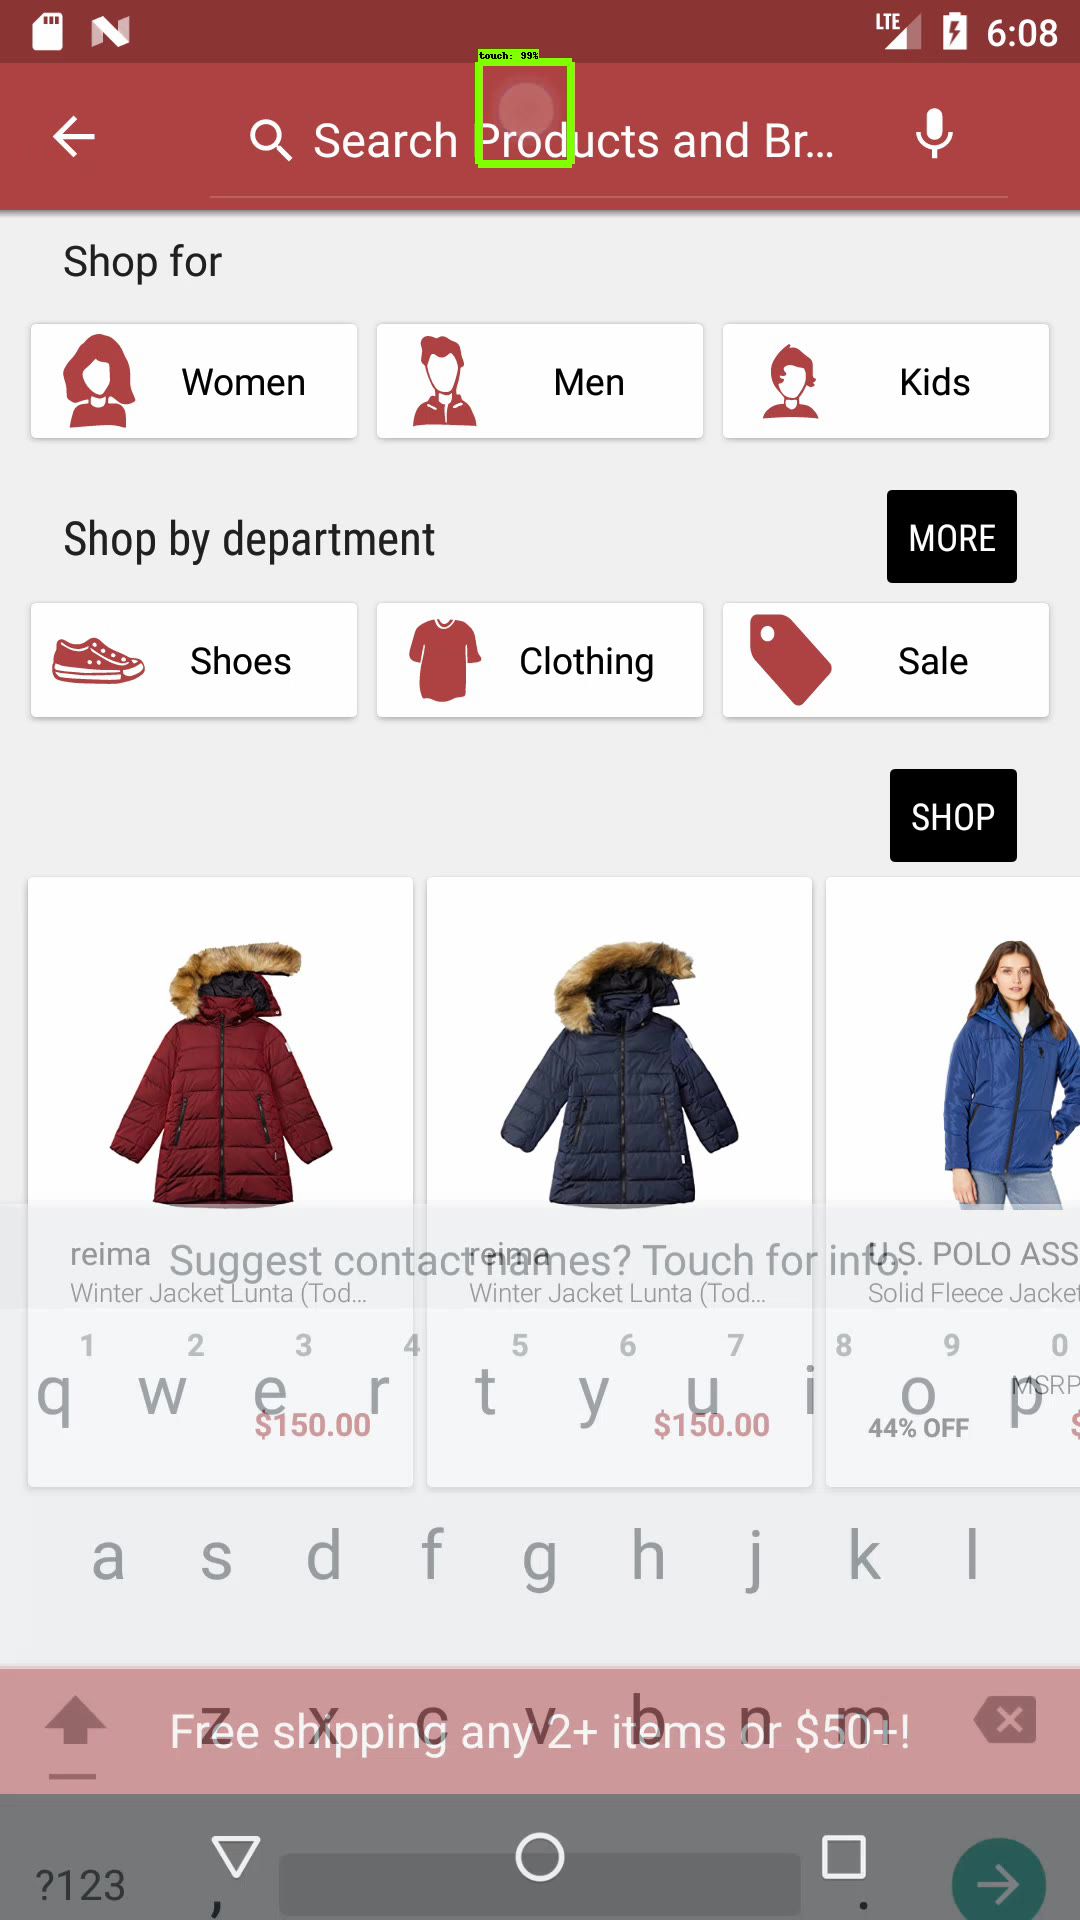 LTE 6:08
touch: 99%
Search Products and Br...
Shop for
Women Men Kids
Shop by department MORE
Shoes Clothing Sale
SHOP
reima reima U.S. POLO ASS
Suggest contact names? Touch for info.
Winter Jacket Lunta (Tod... Winter Jacket Lunta (Tod... Solid Fleece Jacket
1 2 3 4 5 6 7 8 9 0
q w e r t y u i o p
MSRP
$150.00 $150.00 44% OFF $
a s d f g h j k l
z x c v b n m
Free shipping any 2+ items or $50+!
?123 , .